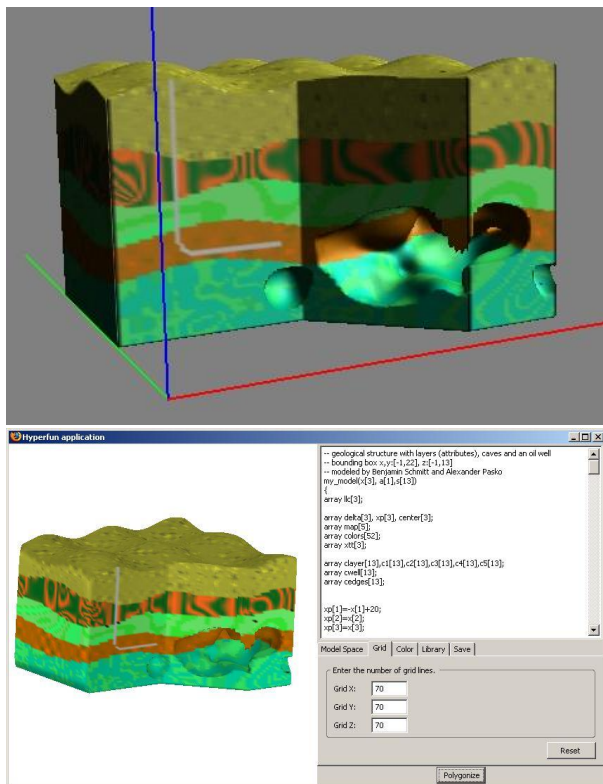 Hyperfun application
-- geological structure with layers (attributes), caves and an oil well
-- bounding box x,y:[-1,22], z:[-1,13]
-- modeled by Benjamin Schmitt and Alexander Pasko
my_model(x[3], a[1],s[13])
{
array llc[3];
array delta[3], xp[3], center[3];
array map[5];
array colors[52];
array xtt[3];
array clayer[13],c1[13],c2[13],c3[13],c4[13],c5[13];
array cwell[13];
array cedges[13];
xp[1]=-x[1]+20;
xp[2]=x[2];
xp[3]=x[3];
Model Space Grid Color Library Save
Enter the number of grid lines.
Grid X: 70
Grid Y: 70
Grid Z: 70
Reset
Polygonize